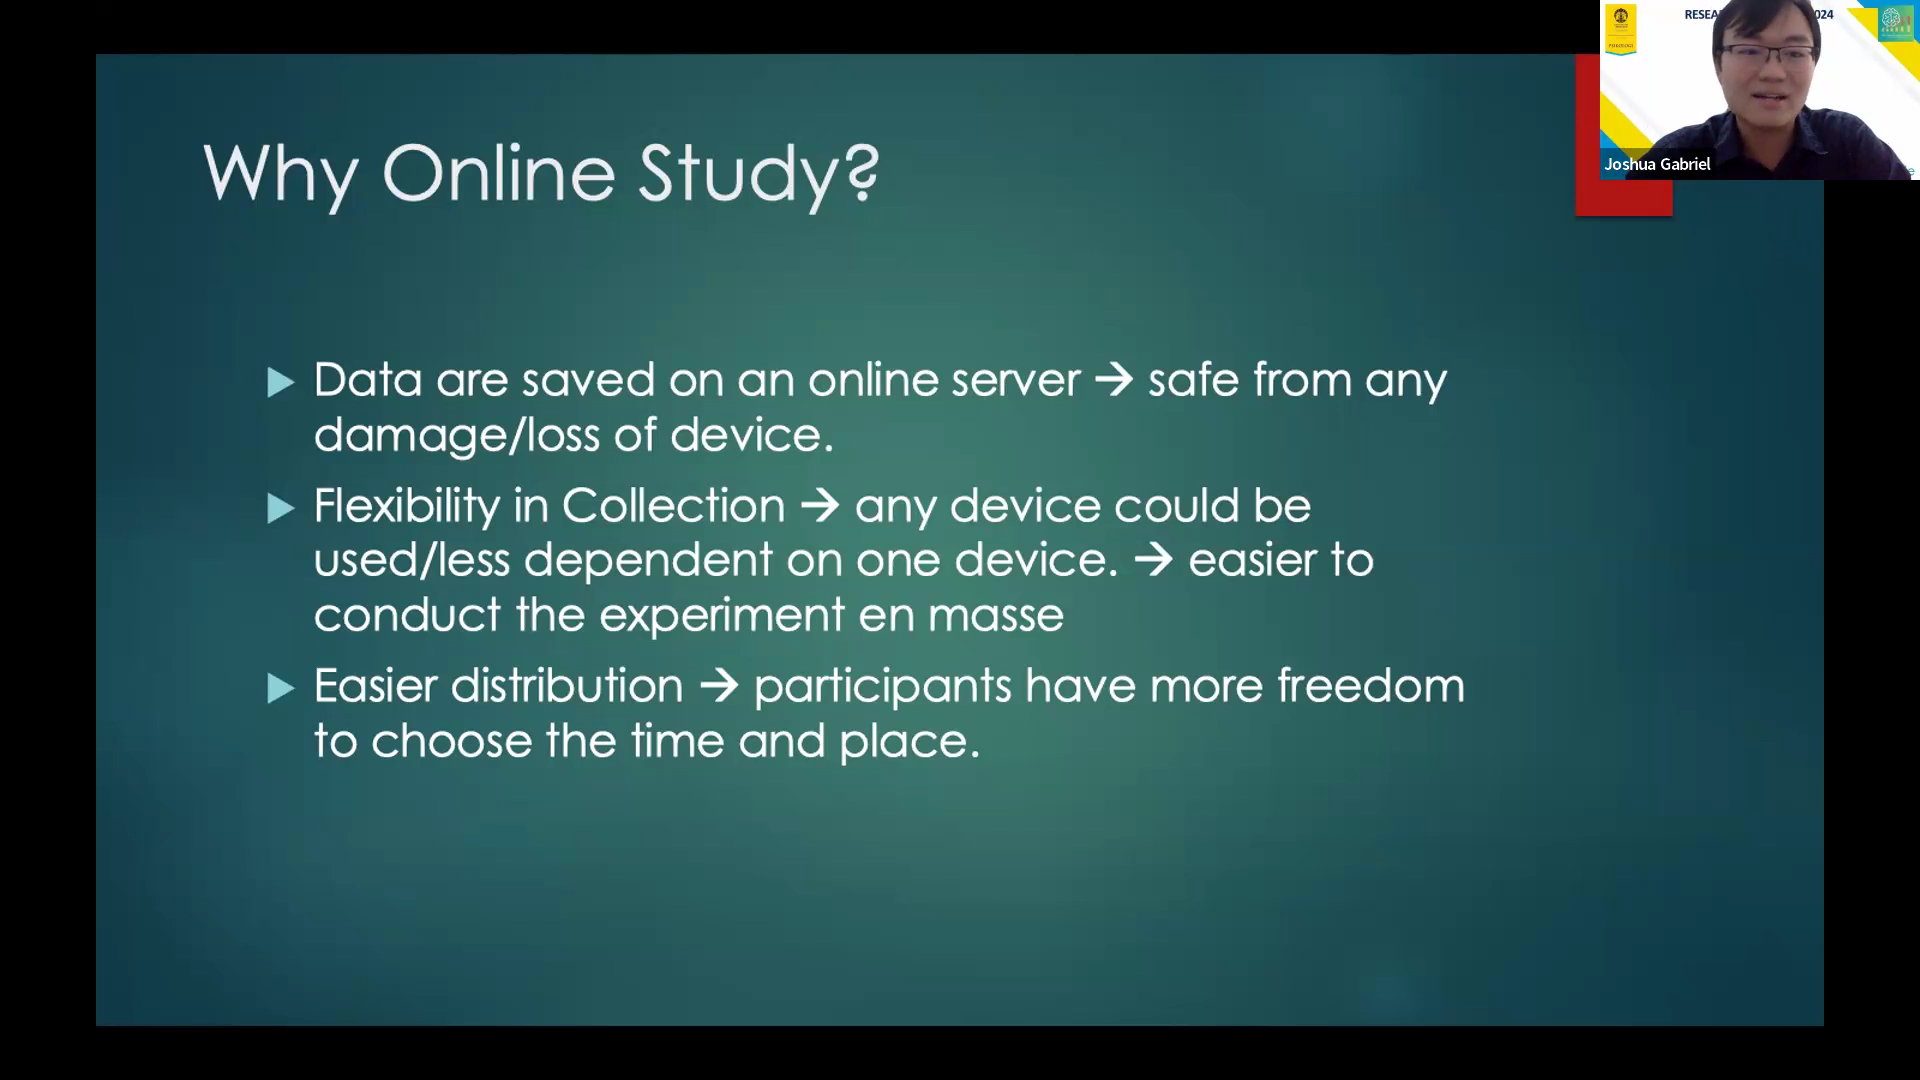 Why Online Study?
Data are saved on an online server → safe from any
damage/loss of device.
Flexibility in Collection → any device could be
used/less dependent on one device. → easier to
conduct the experiment en masse
Easier distribution → participants have more freedom
to choose the time and place.
Joshua Gabriel